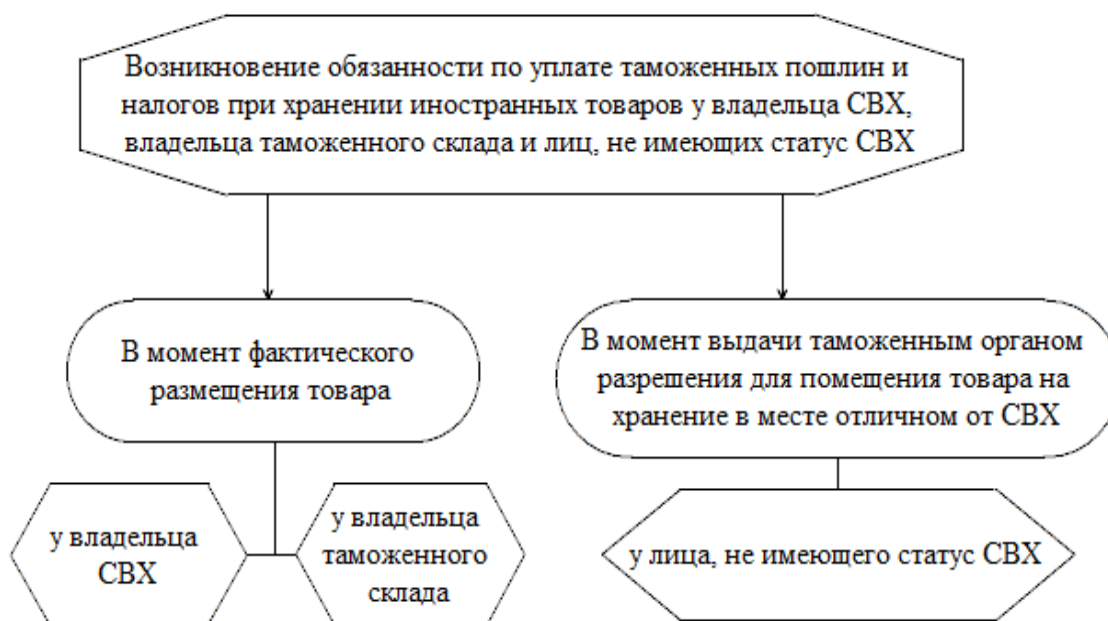 Возникновение обязанности по уплате таможенных пошлин и
налогов при хранении иностранных товаров у владельца СВХ,
владельца таможенного склада и лиц, не имеющих статус СВХ
В момент фактического
размещения товара
В момент выдачи таможенным органом
разрешения для помещения товара на
хранение в месте отличном от СВХ
у владельца
СВХ
у владельца
таможенного
склада
у лица, не имеющего статус СВХ